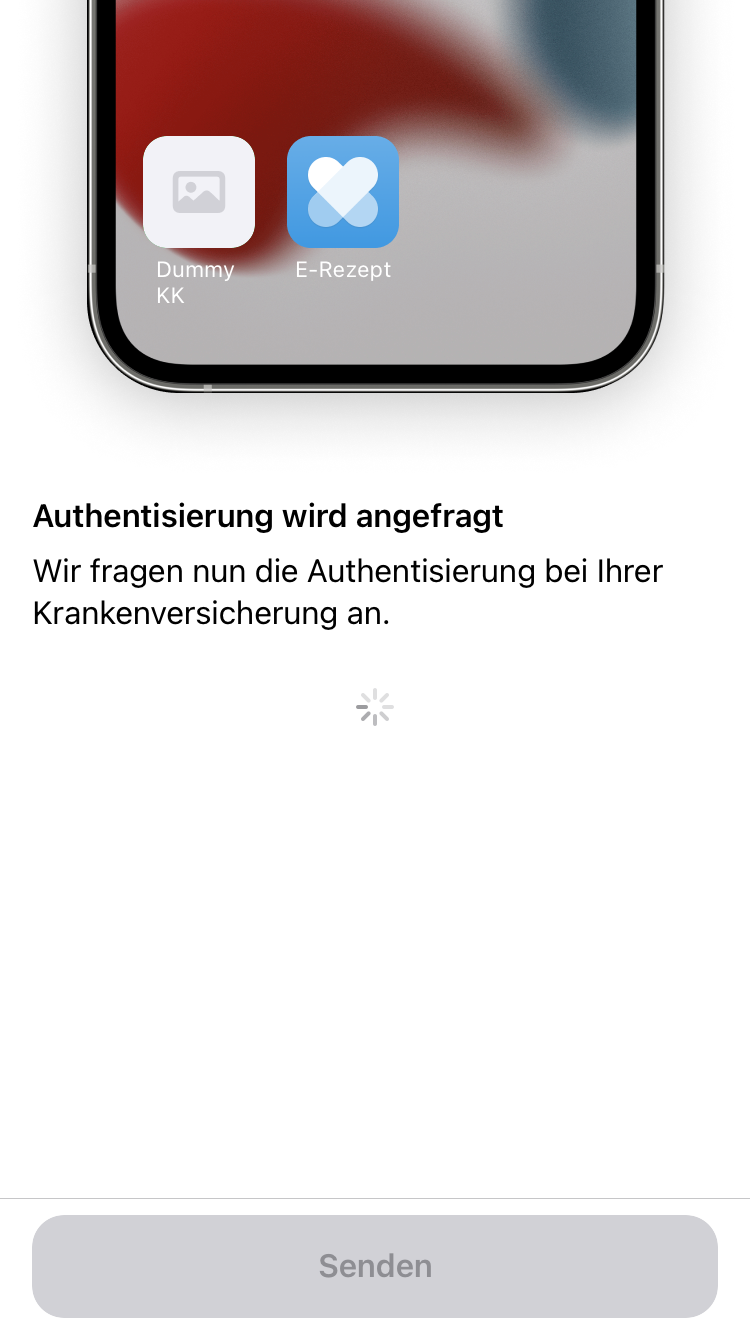 Dummy
KK
E-Rezept
Authentisierung wird angefragt
Wir fragen nun die Authentisierung bei Ihrer
Krankenversicherung an.
Senden